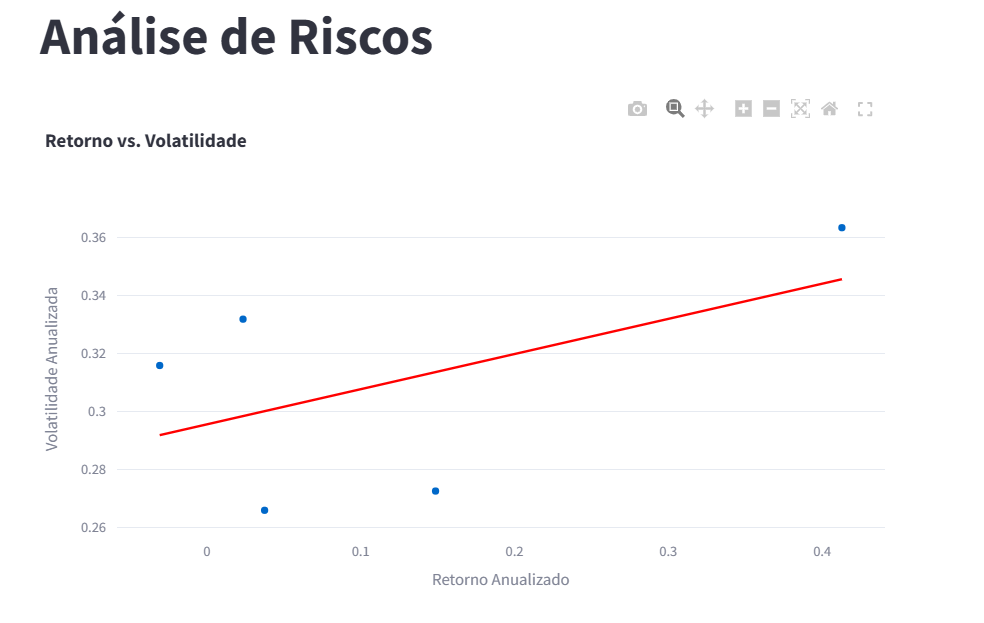 Análise de Riscos
Retorno vs. Volatilidade
0.36
0.34
0.32
0.3
0.28
0.26
Volatilidade Anualizada
0 0.1 0.2 0.3 0.4
Retorno Anualizado